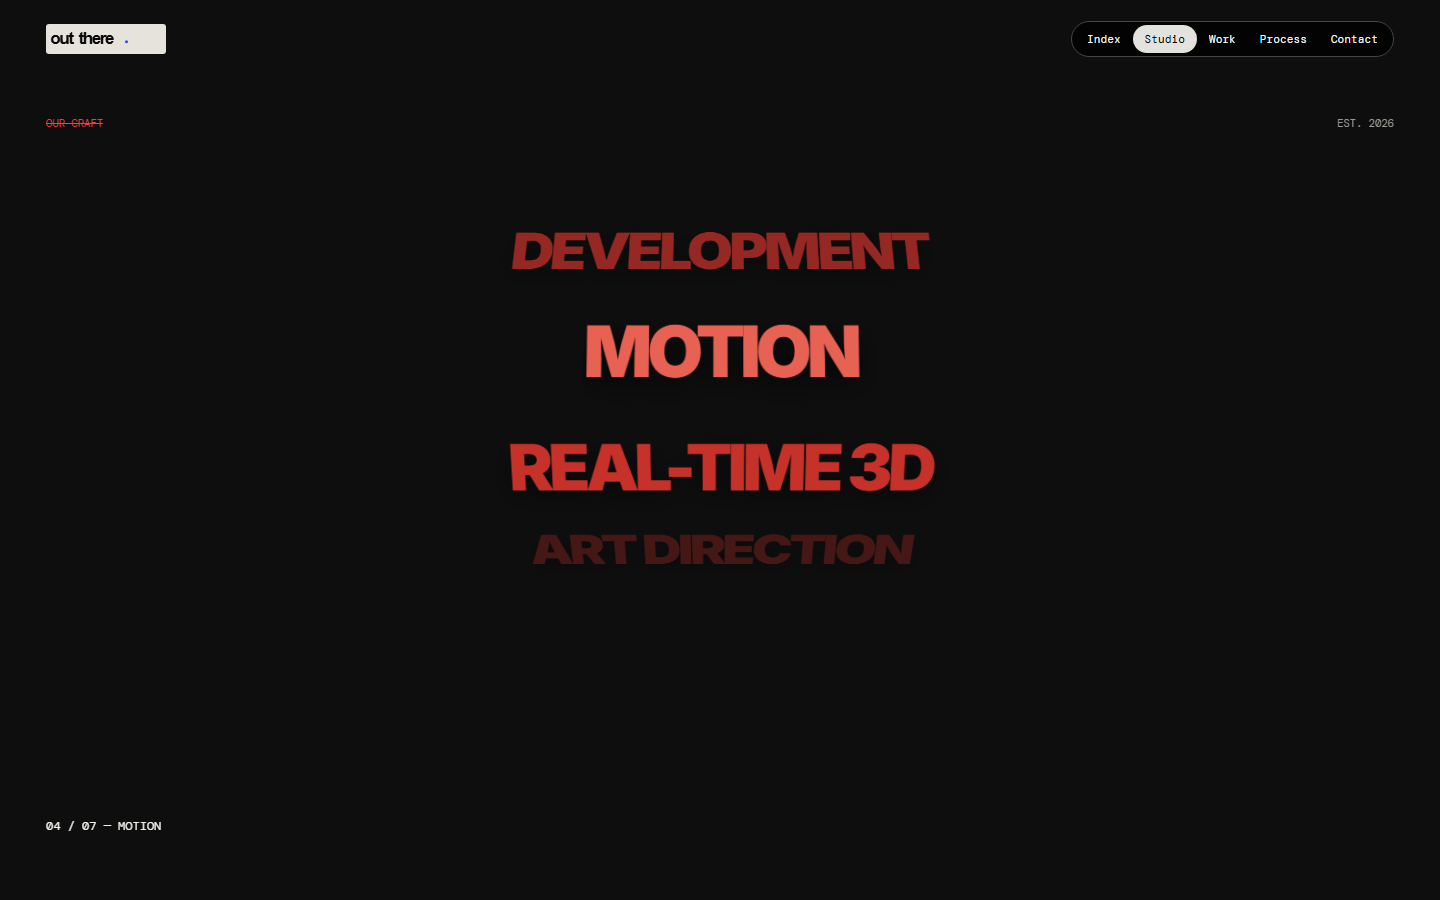 out there .
Index Studio Work Process Contact
OUR CRAFT
EST. 2026
DEVELOPMENT
MOTION
REAL-TIME 3D
ART DIRECTION
04 / 07 — MOTION